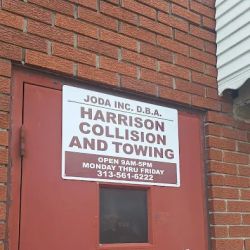 JODA INC. D.B.A.
HARRISON
COLLISION
AND TOWING
OPEN 9AM-5PM
MONDAY THRU FRIDAY
313-561-6222